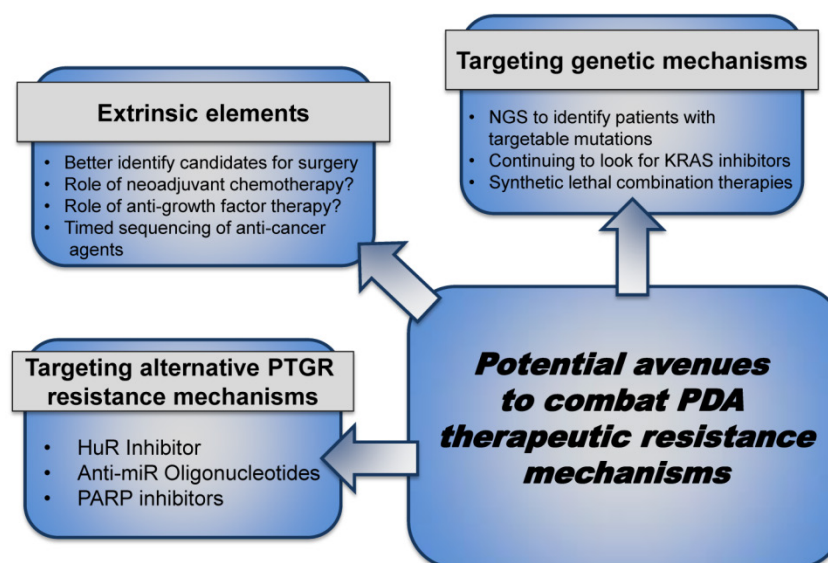 Extrinsic elements
• Better identify candidates for surgery
• Role of neoadjuvant chemotherapy?
• Role of anti-growth factor therapy?
• Timed sequencing of anti-cancer
agents
Targeting genetic mechanisms
• NGS to identify patients with
targetable mutations
• Continuing to look for KRAS inhibitors
• Synthetic lethal combination therapies
Targeting alternative PTGR
resistance mechanisms
• HuR Inhibitor
• Anti-miR Oligonucleotides
• PARP inhibitors
Potential avenues
to combat PDA
therapeutic resistance
mechanisms